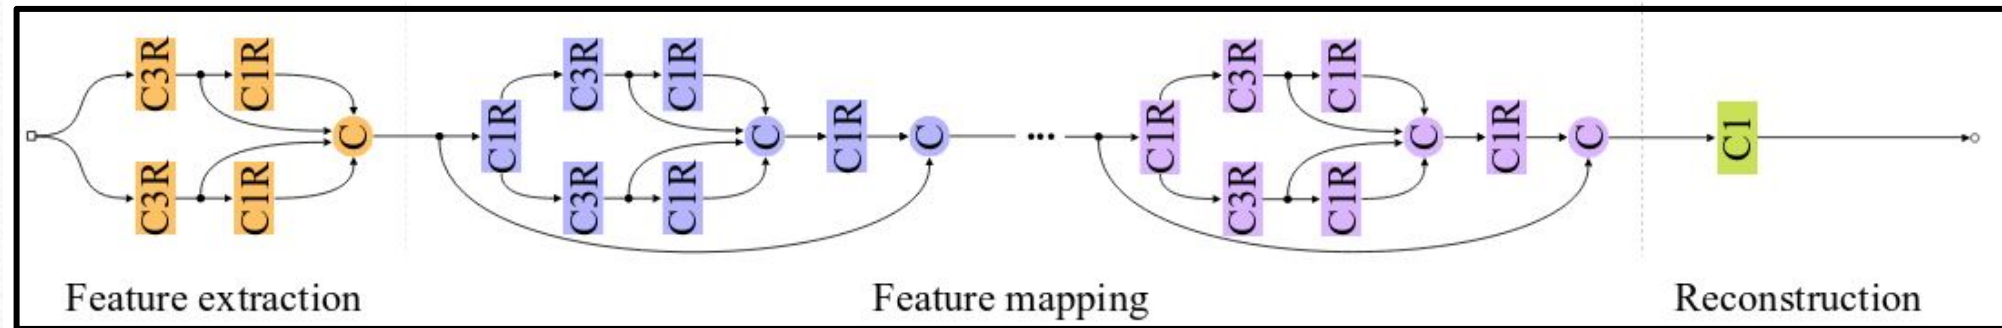 C3R C1R C3R C1R C
C1R C3R C1R C3R C1R C C1R C
...
C1R C3R C1R C3R C1R C C1R C
C1
Feature extraction
Feature mapping
Reconstruction